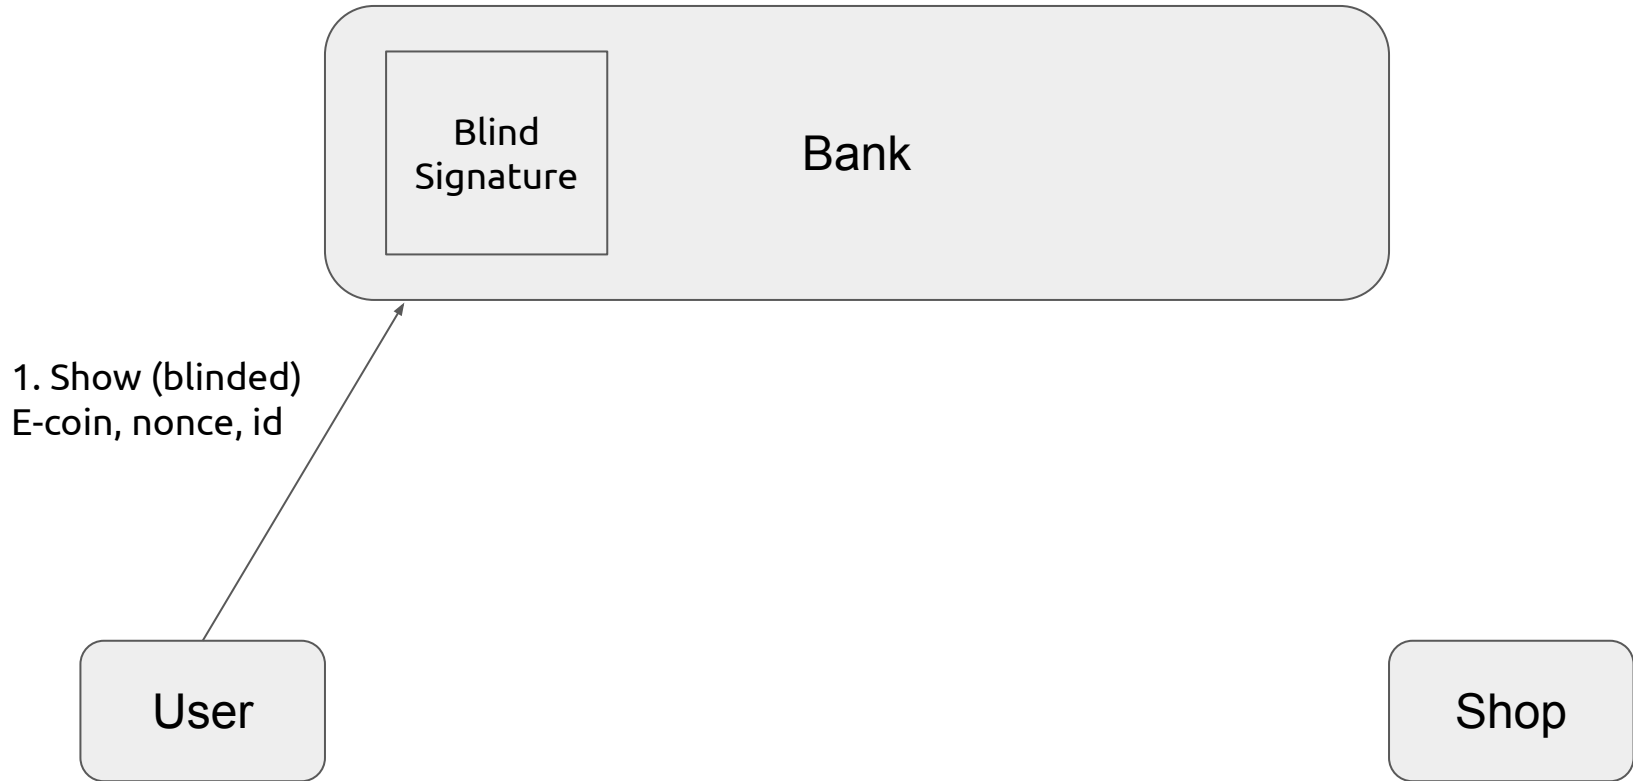 Blind
Signature
Bank
1. Show (blinded)
E-coin, nonce, id
User
Shop